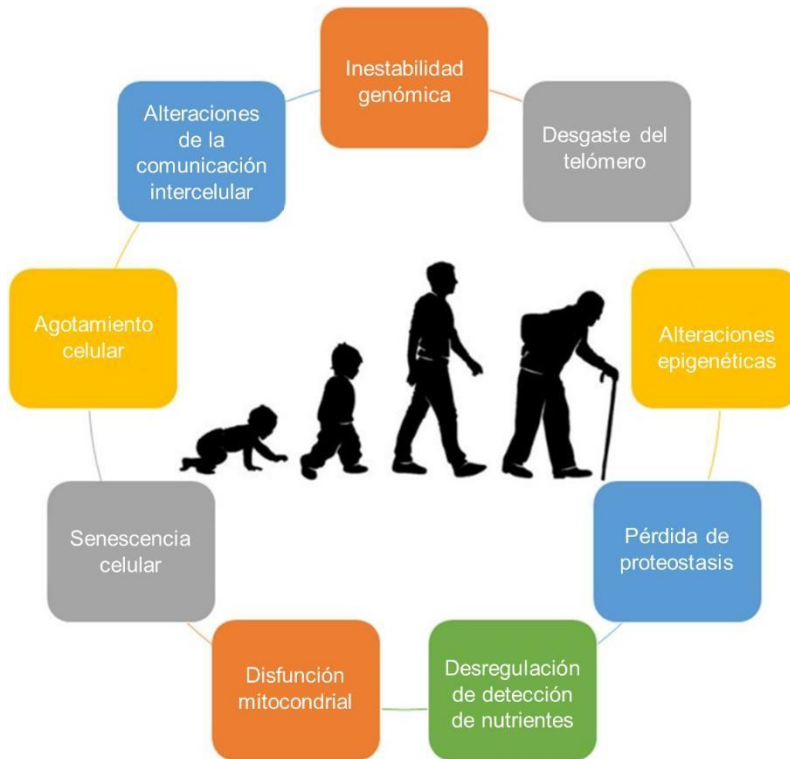 Inestabilidad
genómica
Desgaste del
telómero
Alteraciones
epigenéticas
Pérdida de
proteostasis
Desregulación
de detección
de nutrientes
Disfunción
mitocondrial
Senescencia
celular
Agotamiento
celular
Alteraciones
de la
comunicación
intercelular